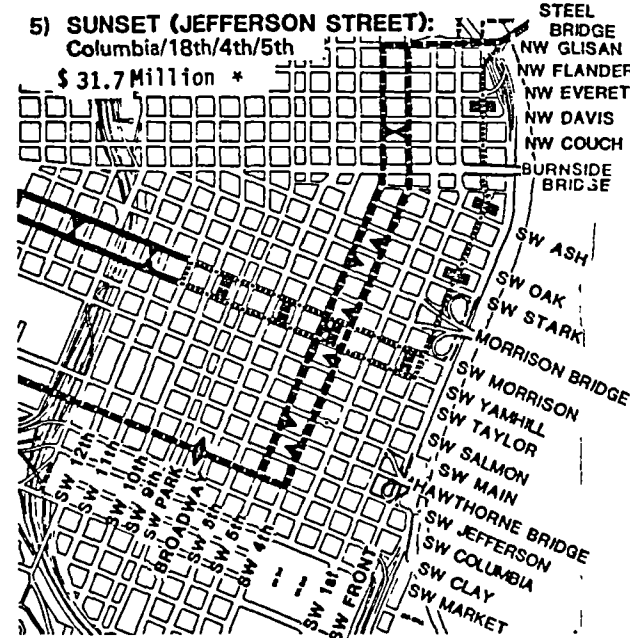 5) SUNSET (JEFFERSON STREET):
Columbia/18th/4th/5th
$ 31.7 Million *
STEEL
BRIDGE
NW GLISAN
NW FLANDER
NW EVERET
NW DAVIS
NW COUCH
BURNSIDE
BRIDGE
SW ASH
SW OAK
SW STARK
MORRISON BRIDGE
SW MORRISON
SW YAMHILL
SW TAYLOR
SW SALMON
SW MAIN
HAWTHORNE BRIDGE
SW JEFFERSON
SW COLUMBIA
SW CLAY
SW MARKET
SW 12th
SW 11th
SW 10th
SW 9th
SW PARK
BROADWAY
SW 6th
SW 5th
SW 4th
SW 1st
SW FRONT